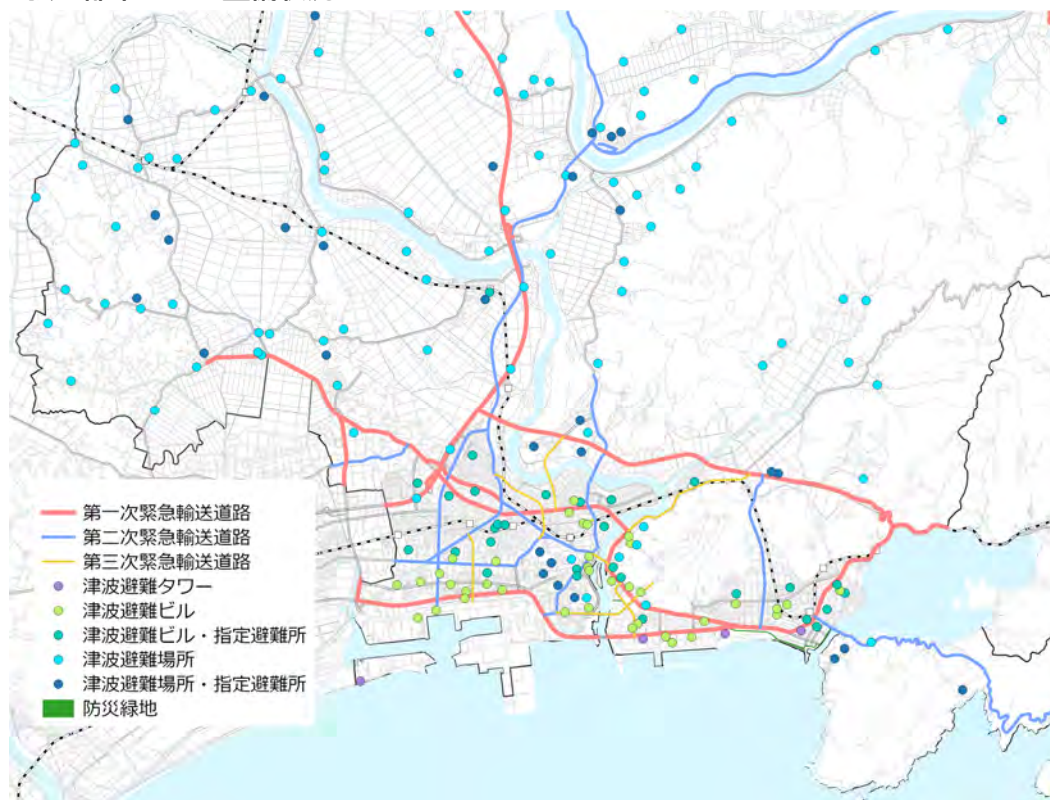 第一次緊急輸送道路
第二次緊急輸送道路
第三次緊急輸送道路
津波避難タワー
津波避難ビル
津波避難ビル・指定避難所
津波避難場所
津波避難場所・指定避難所
防災緑地